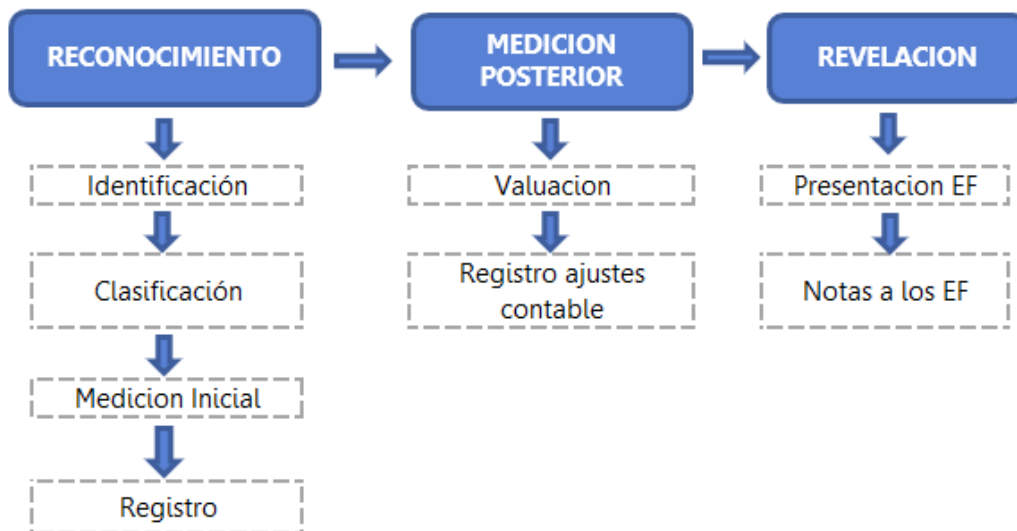 RECONOCIMIENTO
MEDICION
POSTERIOR
REVELACION
Identificación
Clasificación
Medicion Inicial
Registro
Valuacion
Registro ajustes
contable
Presentacion EF
Notas a los EF